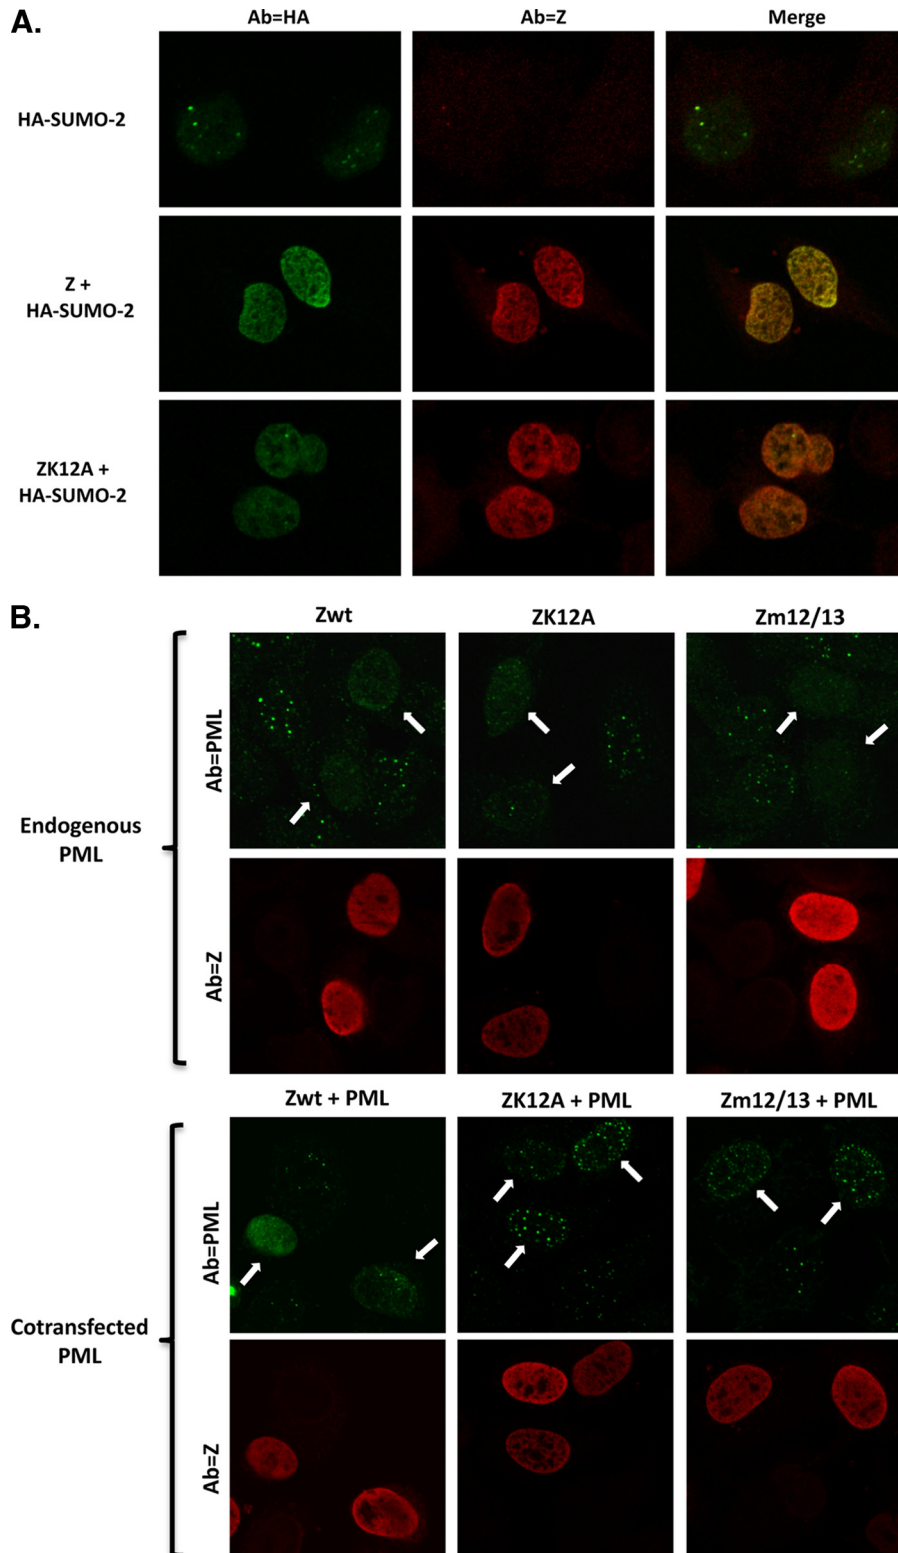 A.
Ab=HA
Ab=Z
Merge
HA-SUMO-2
Z +
HA-SUMO-2
ZK12A +
HA-SUMO-2
B.
Zwt
ZK12A
Zm12/13
Endogenous
PML
Ab=PML
Ab=Z
Zwt + PML
ZK12A + PML
Zm12/13 + PML
Cotransfected
PML
Ab=PML
Ab=Z